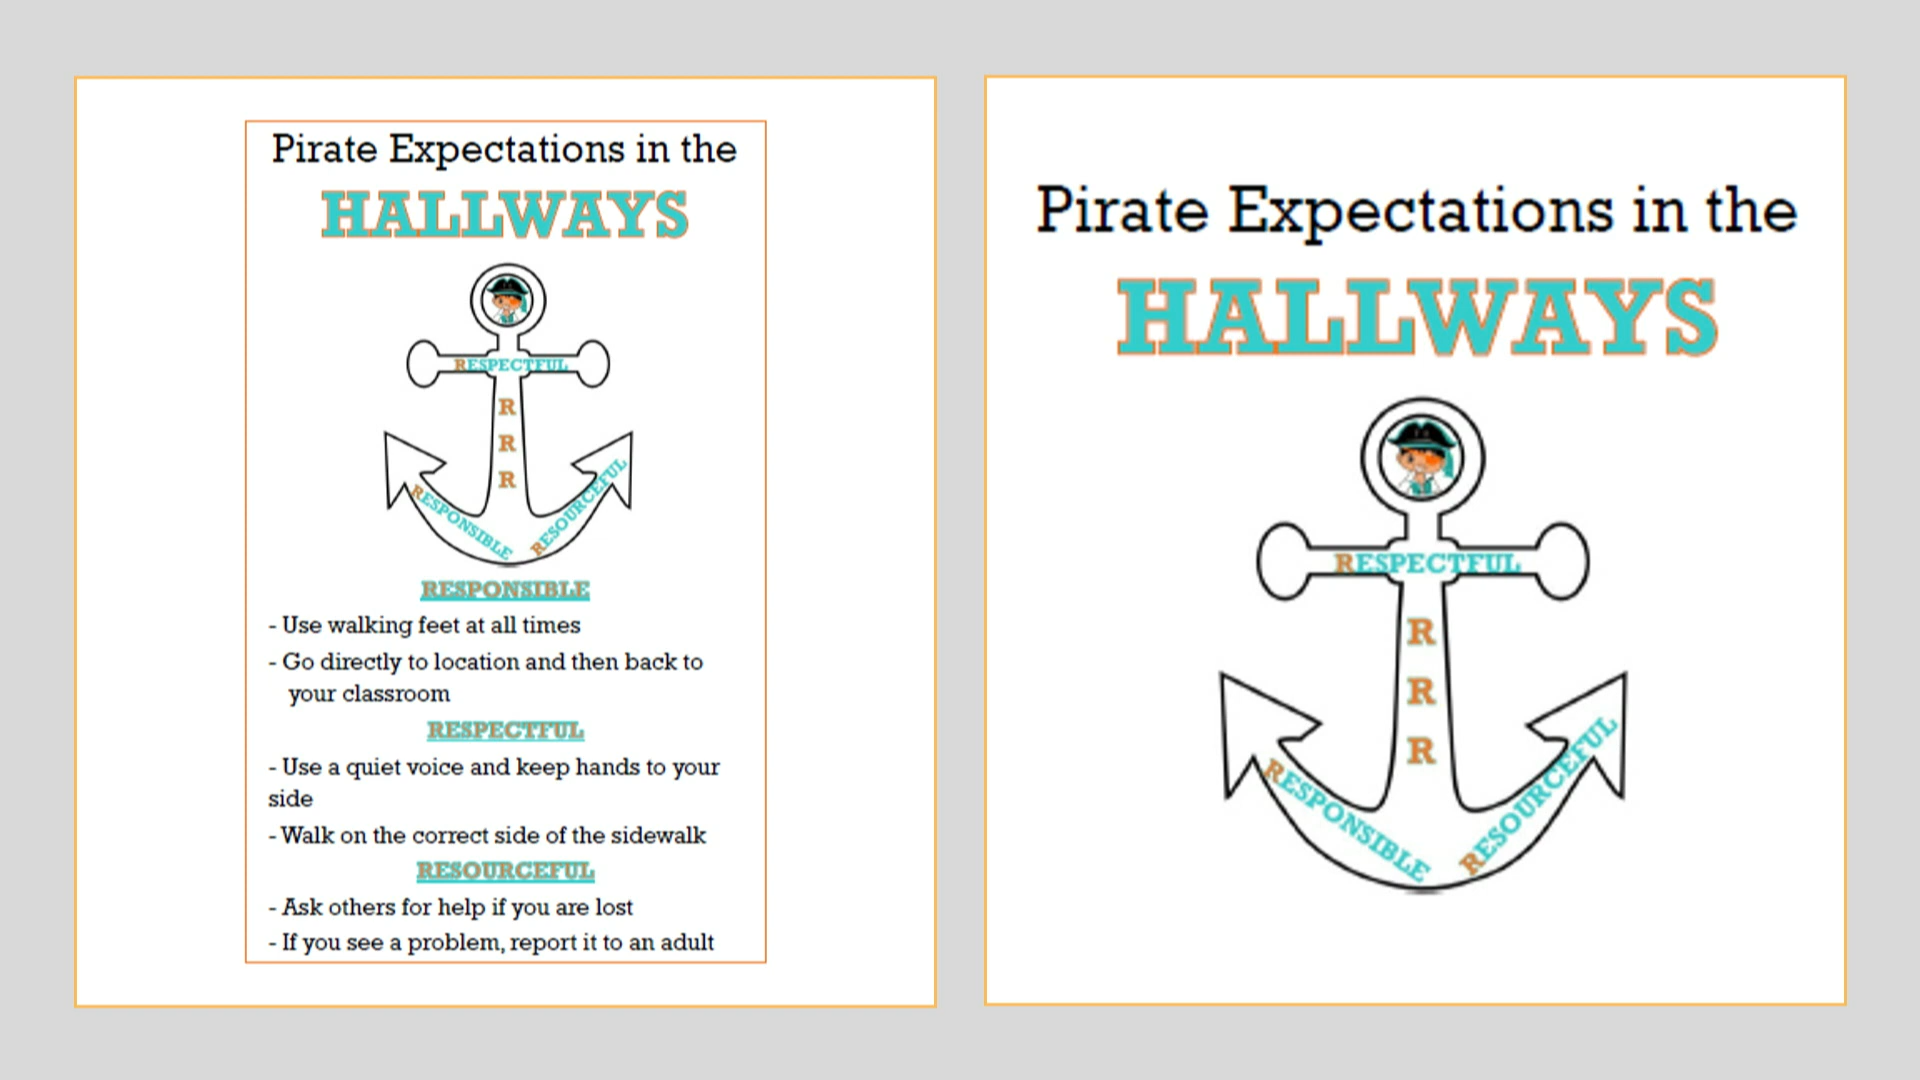 Pirate Expectations in the
HALLWAYS
RESPECTFUL
R
R
R
RESPONSIBLE
RESOURCEFUL
RESPONSIBLE
- Use walking feet at all times
- Go directly to location and then back to
your classroom
RESPECTFUL
- Use a quiet voice and keep hands to your
side
- Walk on the correct side of the sidewalk
RESOURCEFUL
- Ask others for help if you are lost
- If you see a problem, report it to an adult
Pirate Expectations in the
HALLWAYS
RESPECTFUL
R
R
R
RESPONSIBLE
RESOURCEFUL